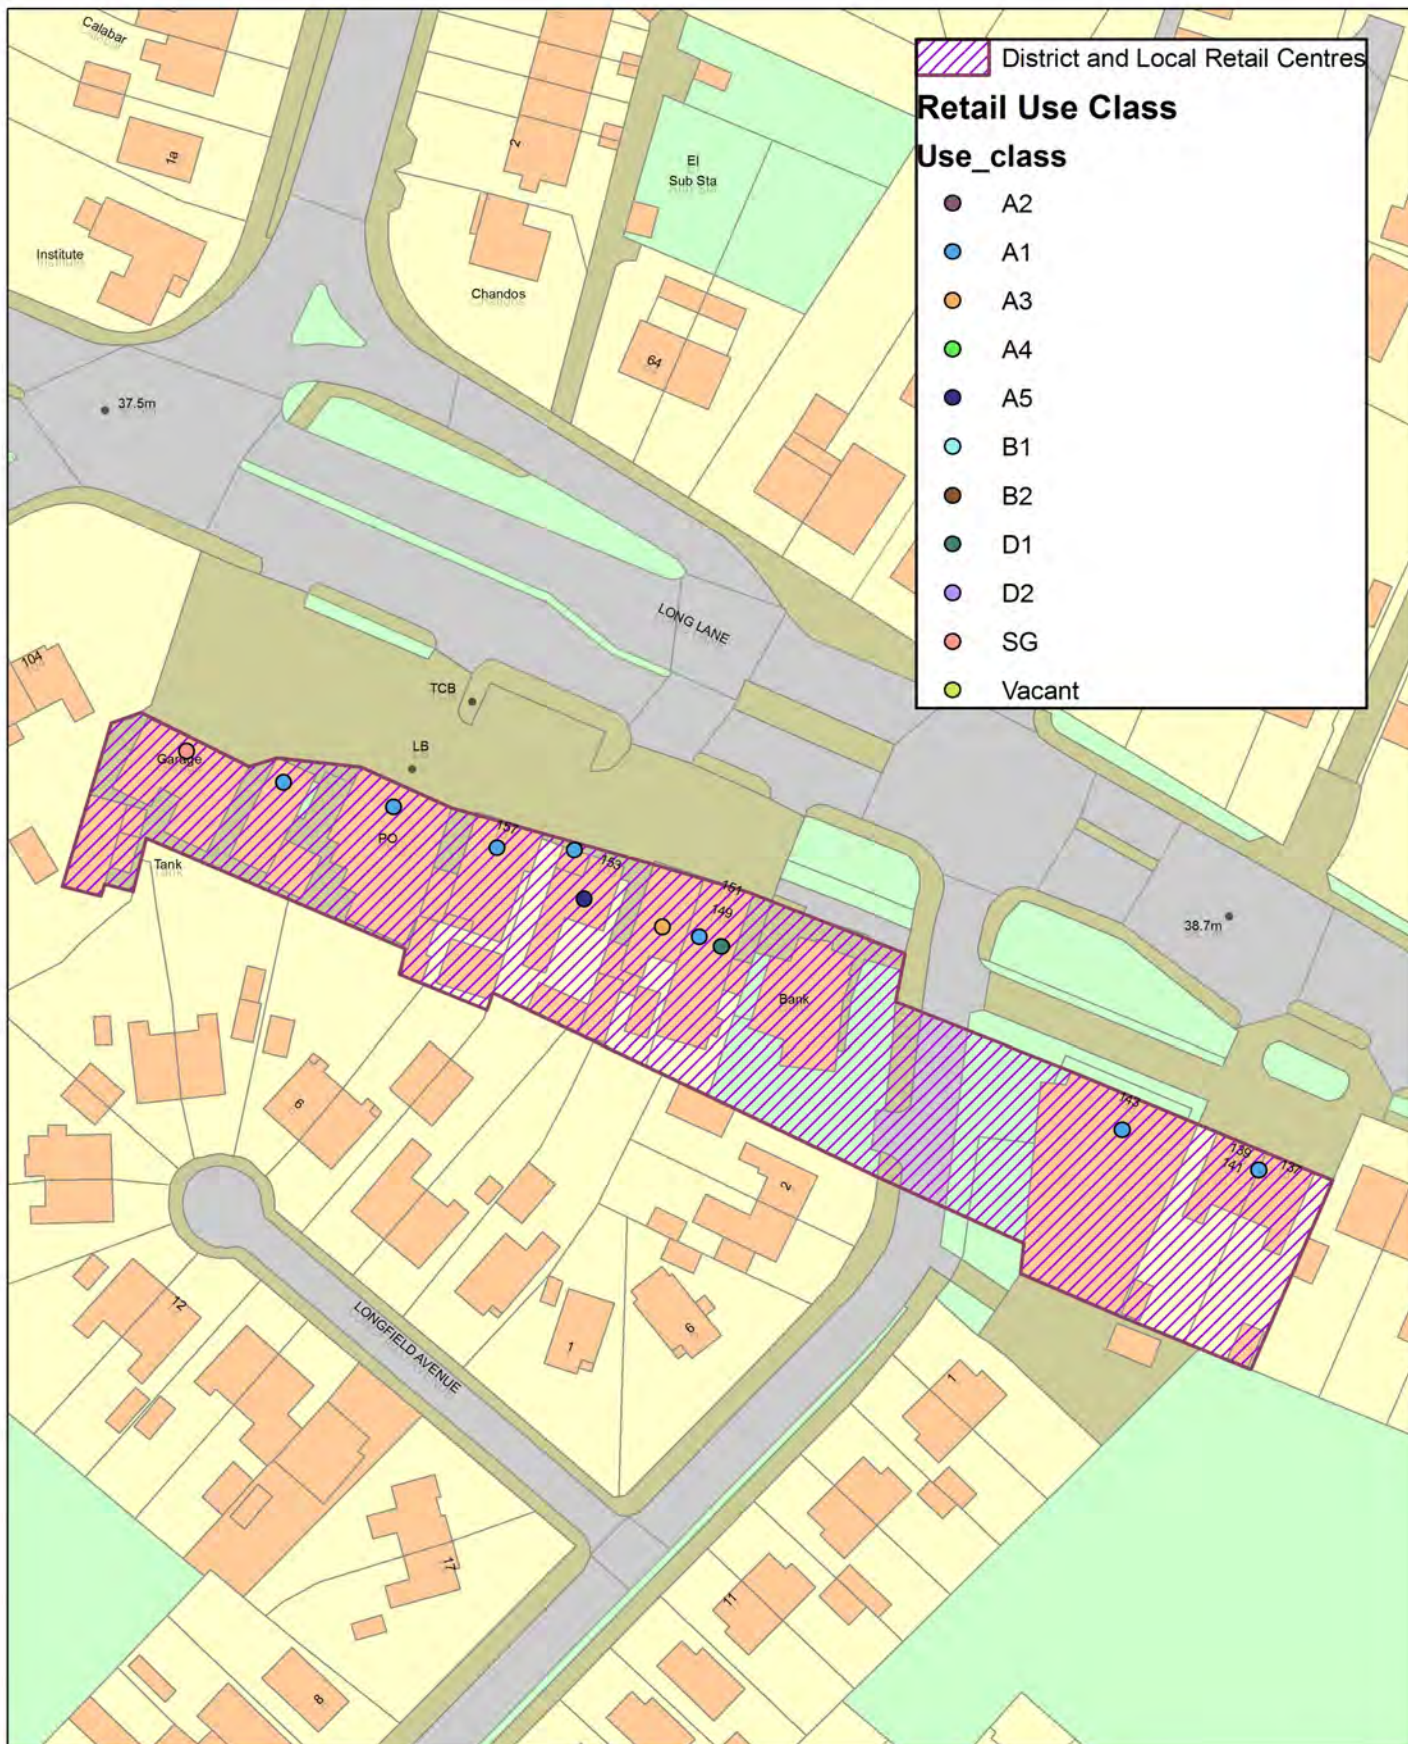 Calabar
1a
Institute
2
El
Sub Sta
Chandos
64
District and Local Retail Centres
Retail Use Class
Use_class
A2
A1
A3
A4
A5
B1
B2
D1
D2
SG
Vacant
37.5m
LONG LANE
104
TCB
LB
Garage
PO
157
153
151
149
Tank
Bank
38.7m
143
139
141
137
6
2
12
LONGFIELD AVENUE
1
6
1
17
11
8